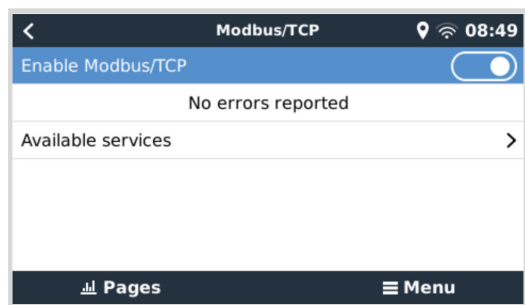 Modbus/TCP 08:49
Enable Modbus/TCP
No errors reported
Available services
Pages Menu